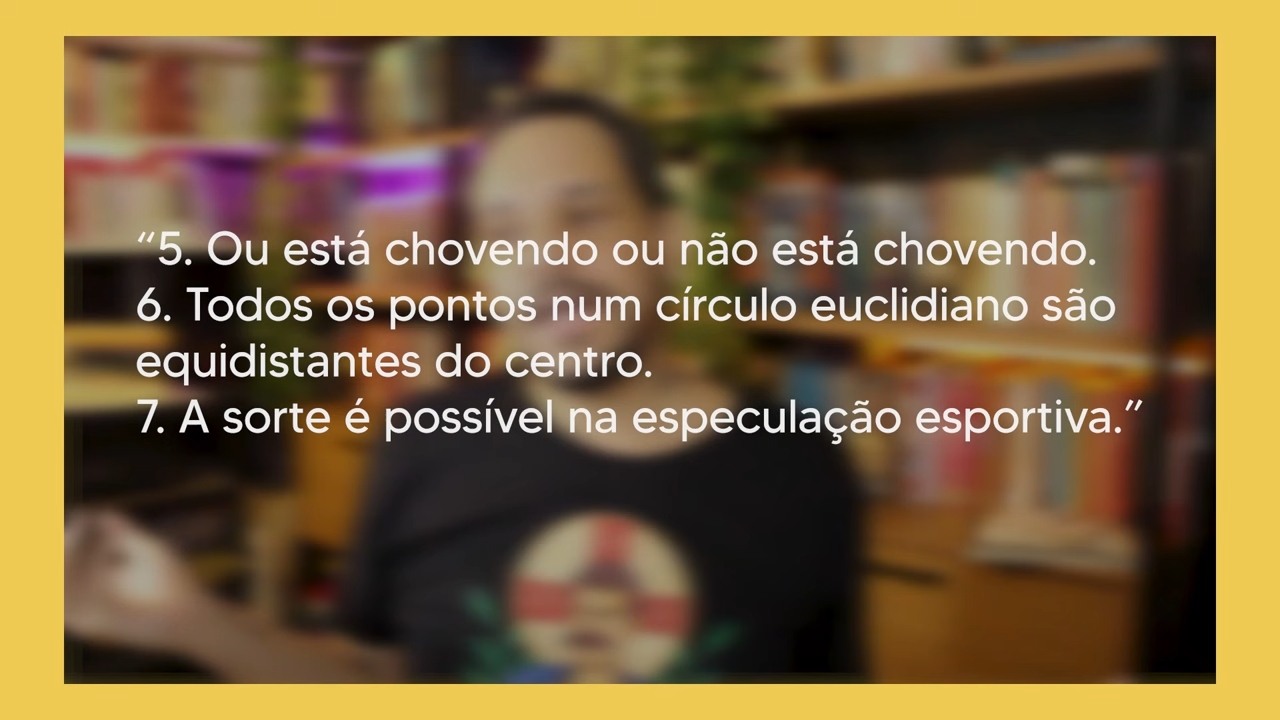 “5. Ou está chovendo ou não está chovendo.
6. Todos os pontos num círculo euclidiano são
equidistantes do centro.
7. A sorte é possível na especulação esportiva.”